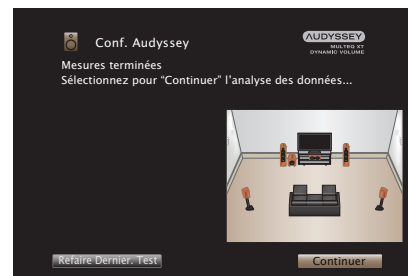 Conf. Audyssey
AUDYSSEY
MULTEQ XT
DYNAMIC VOLUME
Mesures terminées
Sélectionnez pour “Continuer” l’analyse des données...
Refaire Dernier. Test
Continuer